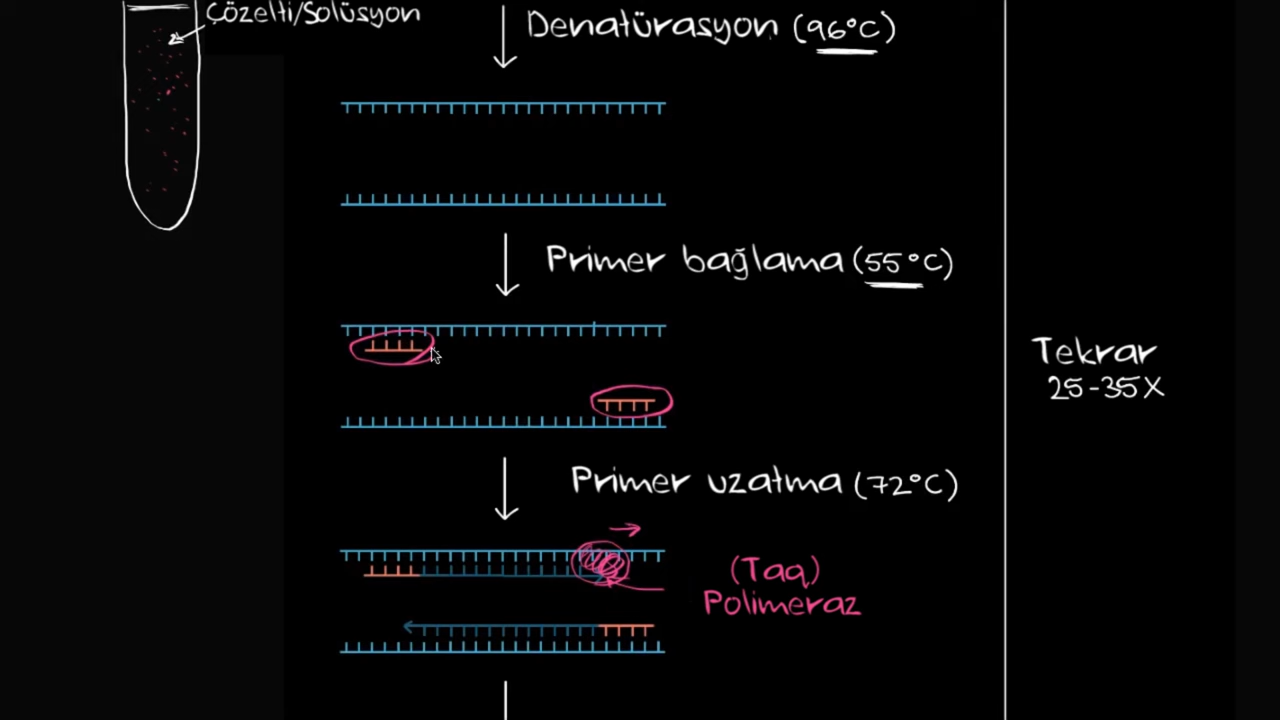 Çözelti/Solüsyon
Denatürasyon (96°C)
Primer bağlama (55°C)
Tekrar
25-35X
Primer uzatma (72°C)
(Taq)
Polimeraz